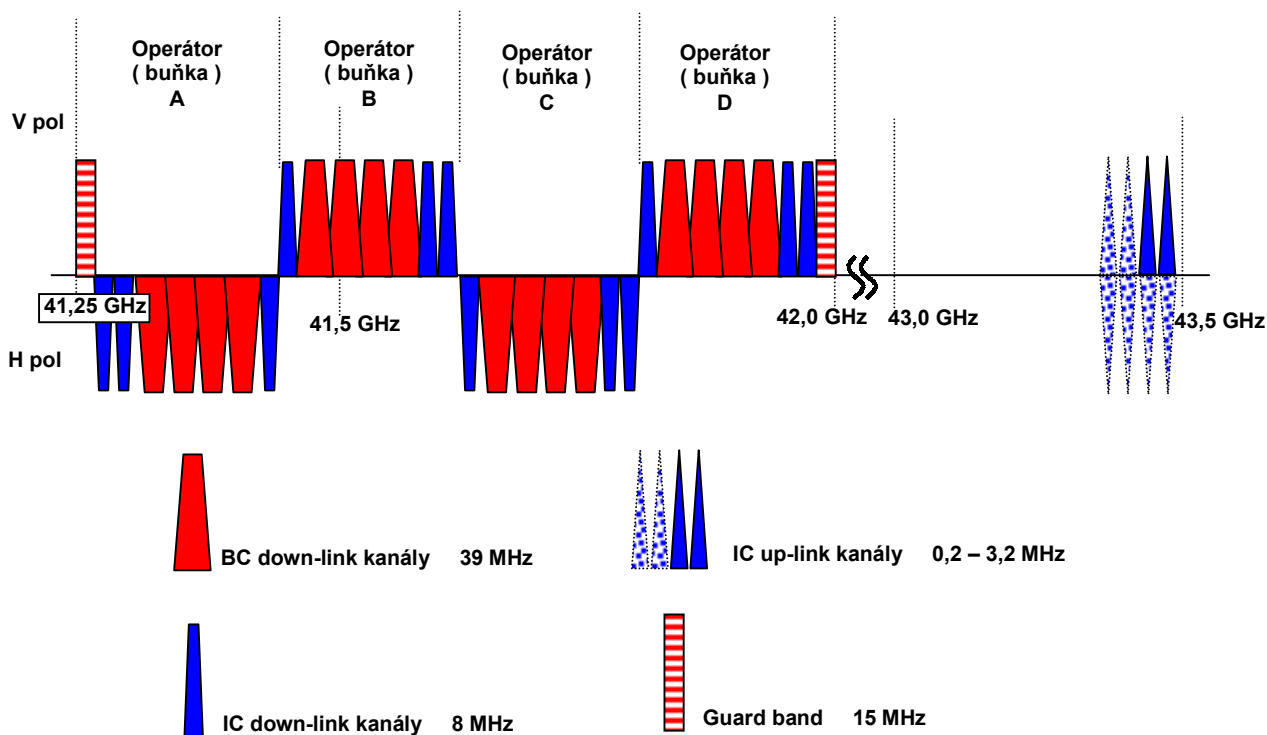 Operátor
( buňka )
A
Operátor
( buňka )
B
Operátor
( buňka )
C
Operátor
( buňka )
D
V pol
41,25 GHz
41,5 GHz
42,0 GHz
43,0 GHz
43,5 GHz
H pol
BC down-link kanály 39 MHz
IC up-link kanály 0,2 – 3,2 MHz
IC down-link kanály 8 MHz
Guard band 15 MHz